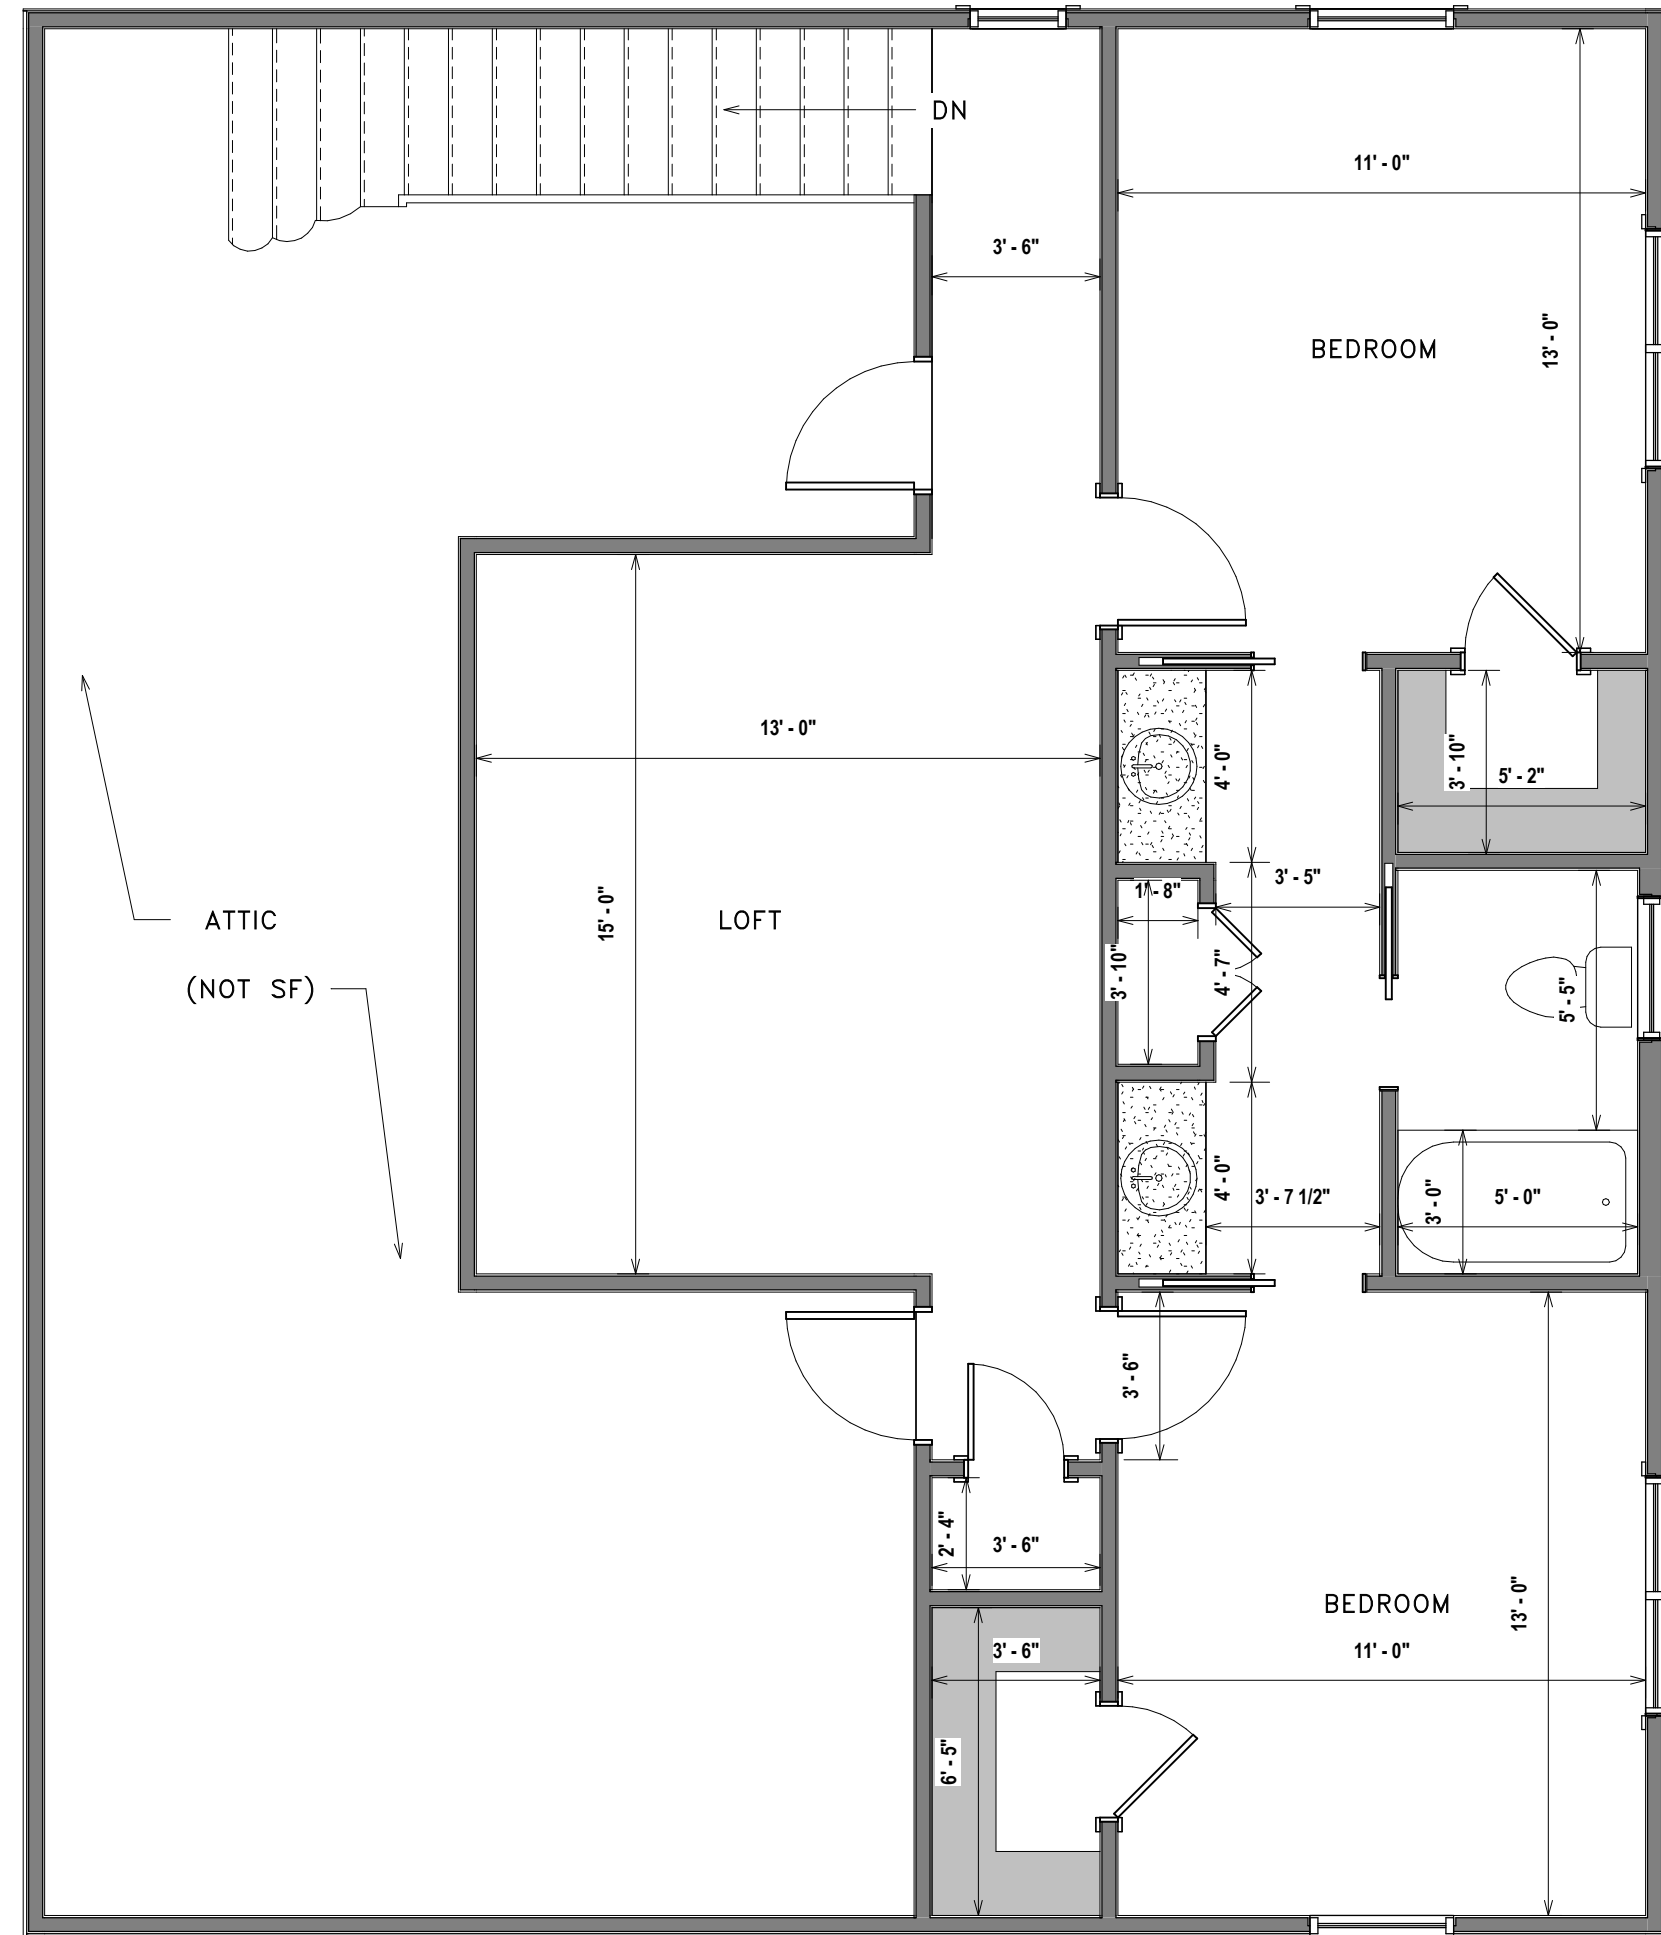 DN
11' - 0"
3' - 6"
13' - 0"
BEDROOM
13' - 0"
4' - 0"
3' - 10"
5' - 2"
15' - 0"
LOFT
ATTIC
(NOT SF)
1' - 8"
3' - 5"
3' - 10"
4' - 7"
5' - 5"
4' - 0"
3' - 7 1/2"
3' - 0"
5' - 0"
3' - 6"
2' - 4"
3' - 6"
BEDROOM
13' - 0"
3' - 6"
11' - 0"
6' - 5"